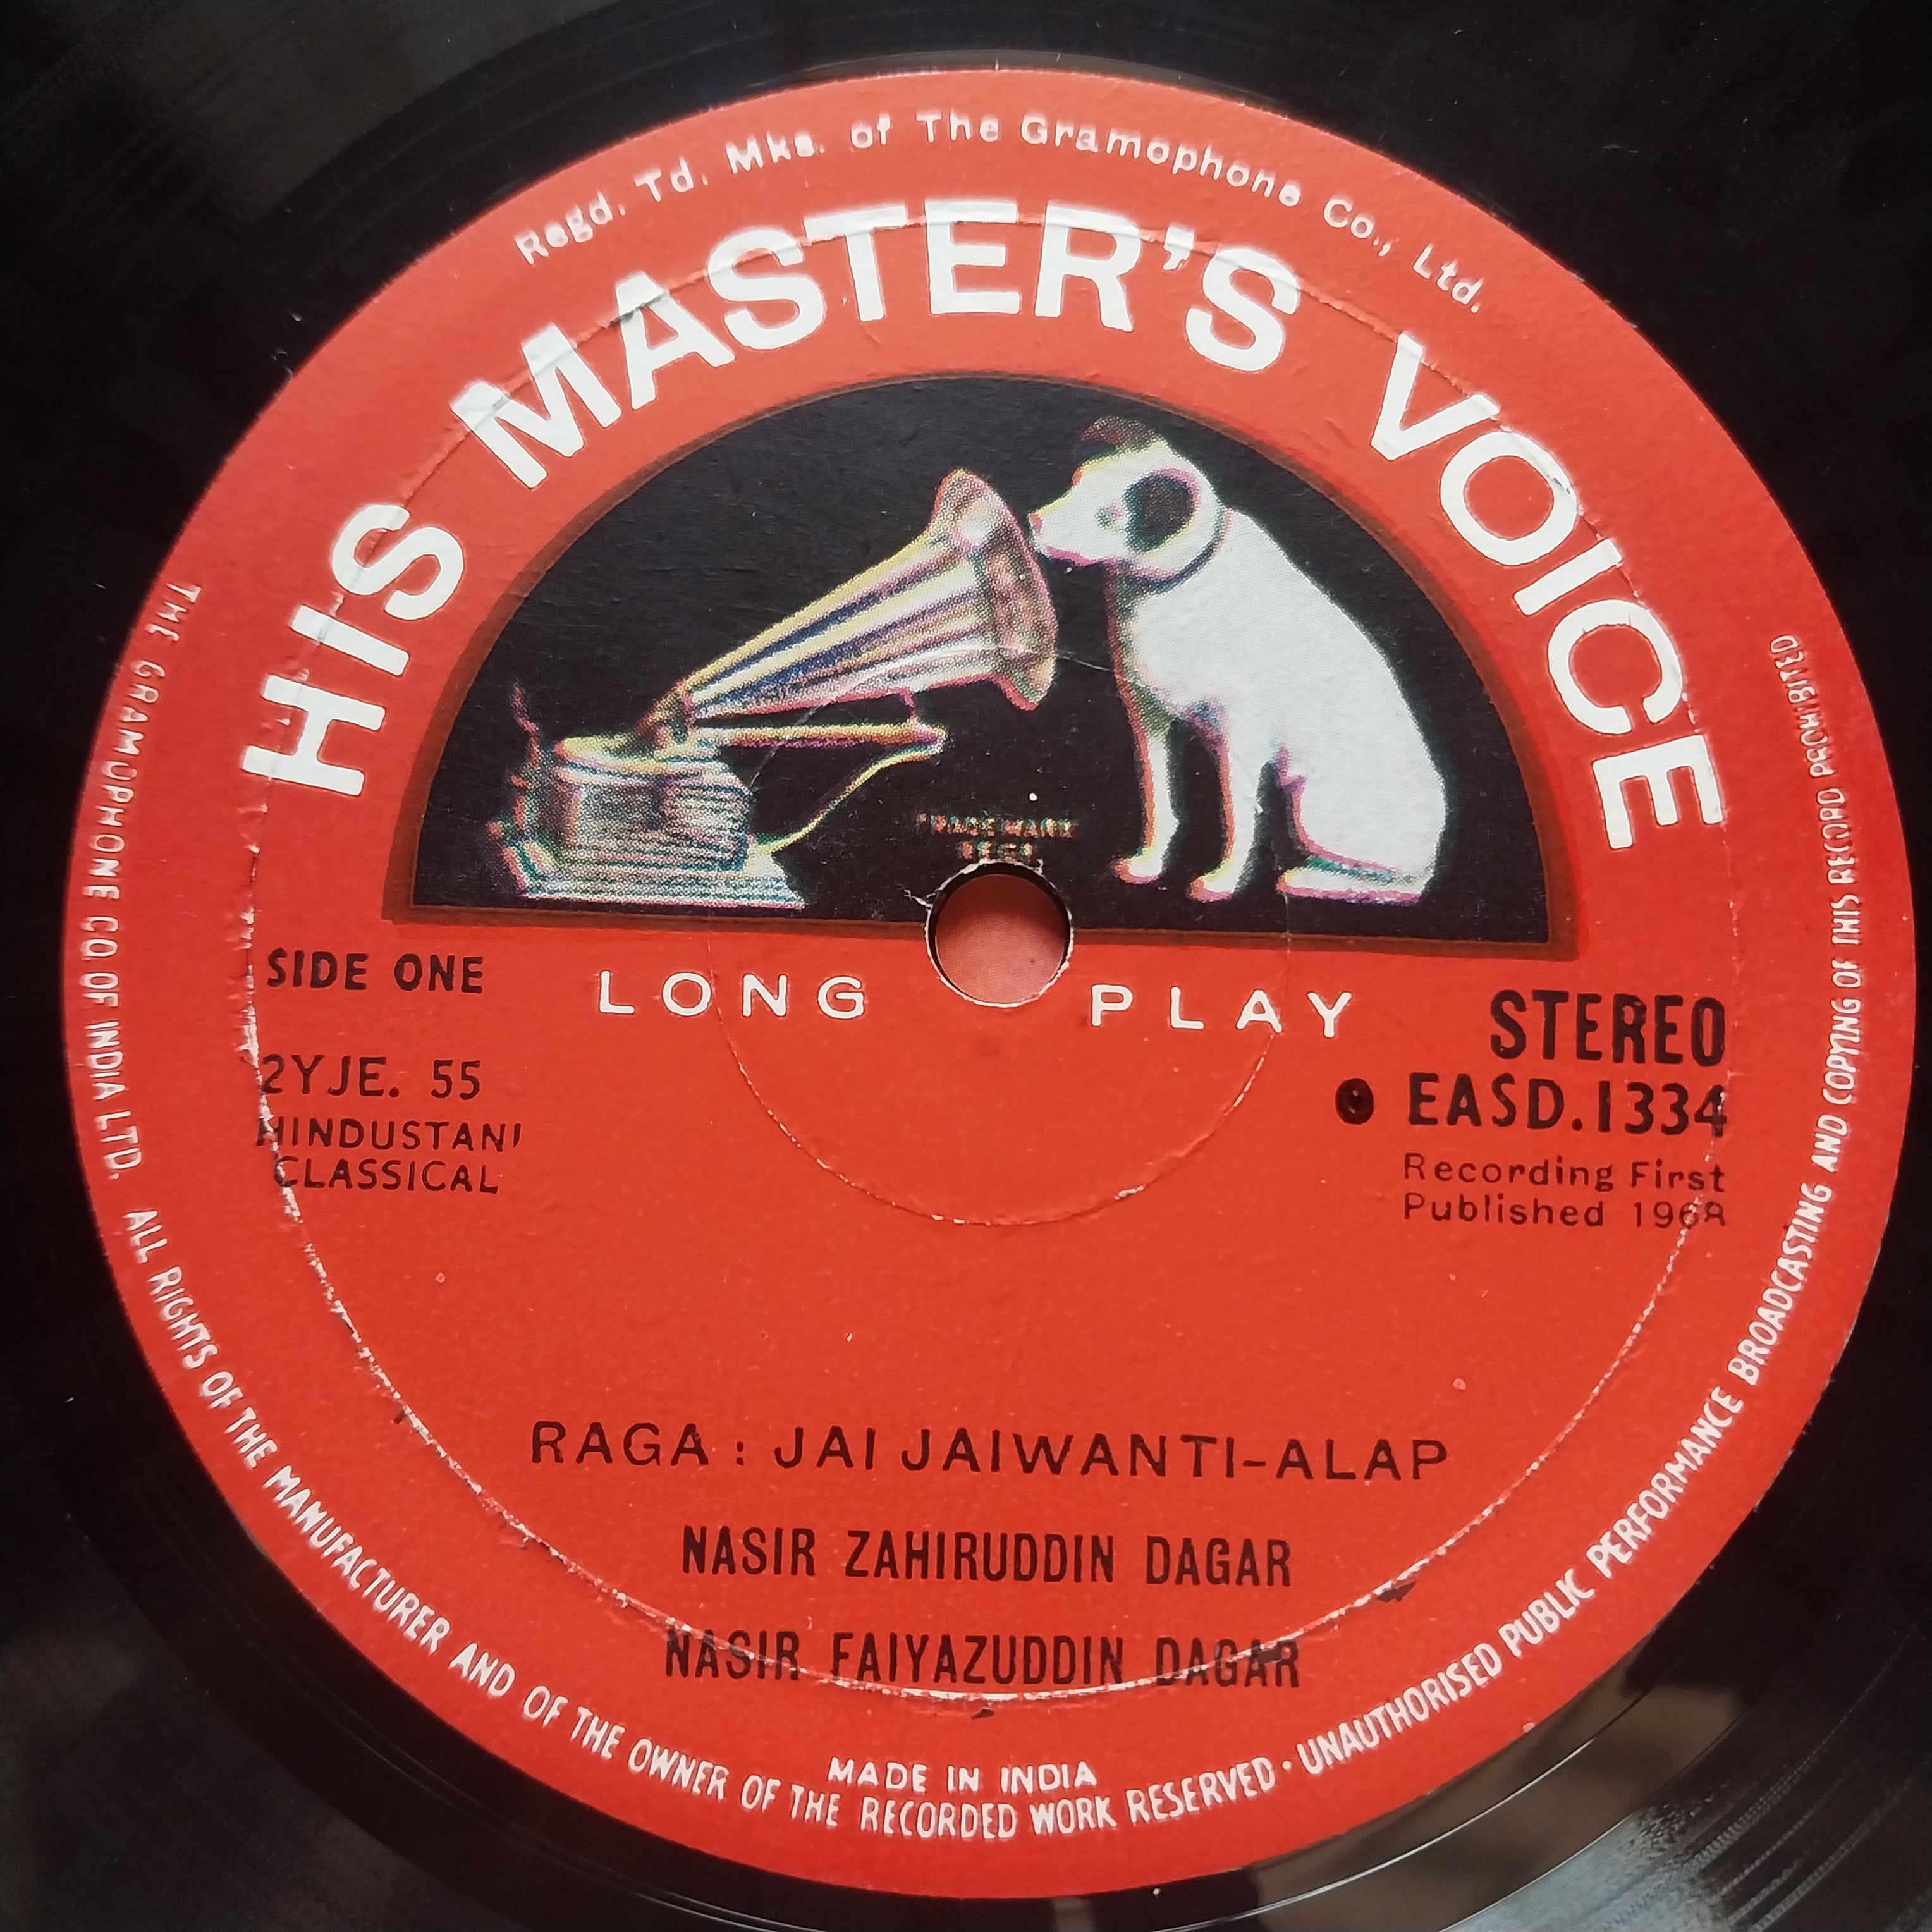 Regd. Td. Mks. of The Gramophone Co., Ltd.
HIS MASTER'S VOICE
TRADE MARK
REGD
SIDE ONE
LONG PLAY
STEREO
2YJE. 55
EASD.1334
HINDUSTANI
CLASSICAL
Recording First
Published 1968
RAGA : JAI JAIWANTI-ALAP
NASIR ZAHIRUDDIN DAGAR
NASIR FAIYAZUDDIN DAGAR
MADE IN INDIA
THE GRAMOPHONE CO. OF INDIA LTD. ALL RIGHTS OF THE MANUFACTURER AND OF THE OWNER OF THE RECORDED WORK RESERVED · UNAUTHORISED PUBLIC PERFORMANCE BROADCASTING AND COPYING OF THIS RECORD PROHIBITED